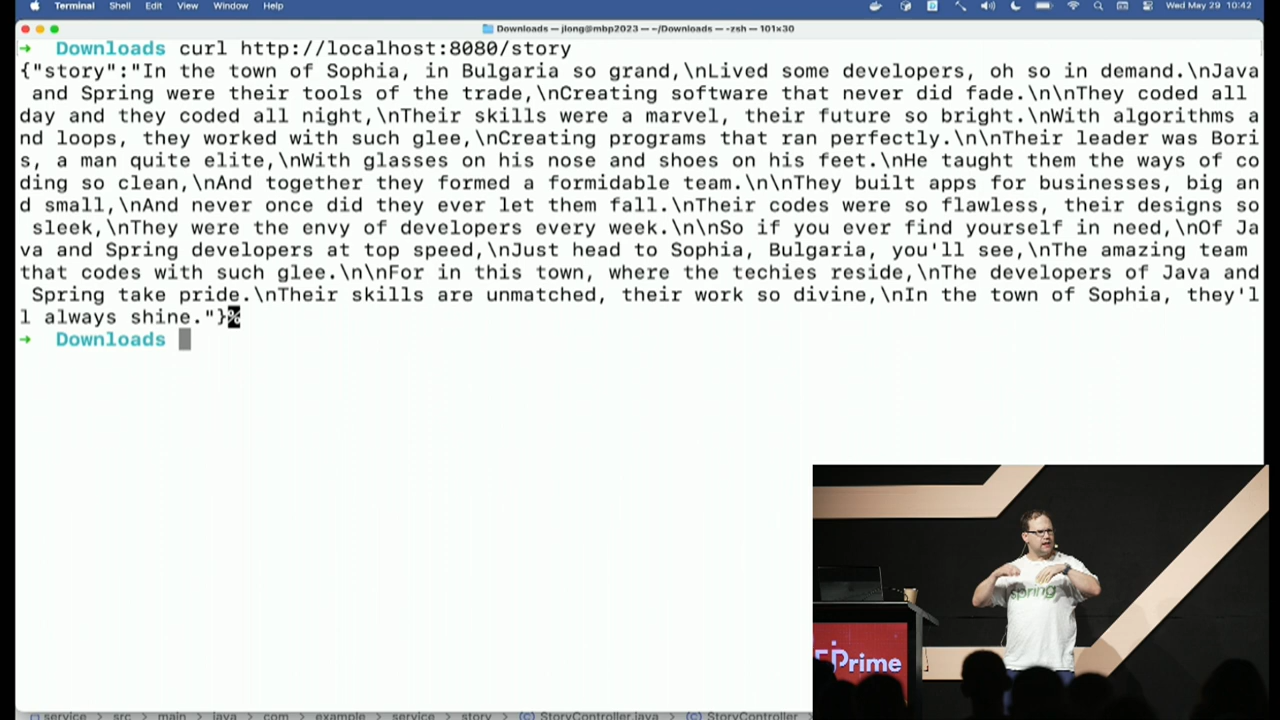 Terminal Shell Edit View Window Help Wed May 29 10:42
Downloads — jlong@mbp2023 — ~/Downloads — -zsh — 101×30
→ Downloads curl http://localhost:8080/story
{"story":"In the town of Sophia, in Bulgaria so grand,\nLived some developers, oh so in demand.\nJava
 and Spring were their tools of the trade,\nCreating software that never did fade.\n\nThey coded all
day and they coded all night,\nTheir skills were a marvel, their future so bright.\nWith algorithms a
nd loops, they worked with such glee,\nCreating programs that ran perfectly.\n\nTheir leader was Bori
s, a man quite elite,\nWith glasses on his nose and shoes on his feet.\nHe taught them the ways of co
ding so clean,\nAnd together they formed a formidable team.\n\nThey built apps for businesses, big an
d small,\nAnd never once did they ever let them fall.\nTheir codes were so flawless, their designs so
 sleek,\nThey were the envy of developers every week.\n\nSo if you ever find yourself in need,\nOf Ja
va and Spring developers at top speed,\nJust head to Sophia, Bulgaria, you'll see,\nThe amazing team
that codes with such glee.\n\nFor in this town, where the techies reside,\nThe developers of Java and
 Spring take pride.\nTheir skills are unmatched, their work so divine,\nIn the town of Sophia, they'l
l always shine."}%
→ Downloads
spring
Prime
service > src > main > java > com > example > service > story > StoryController.java > StoryController